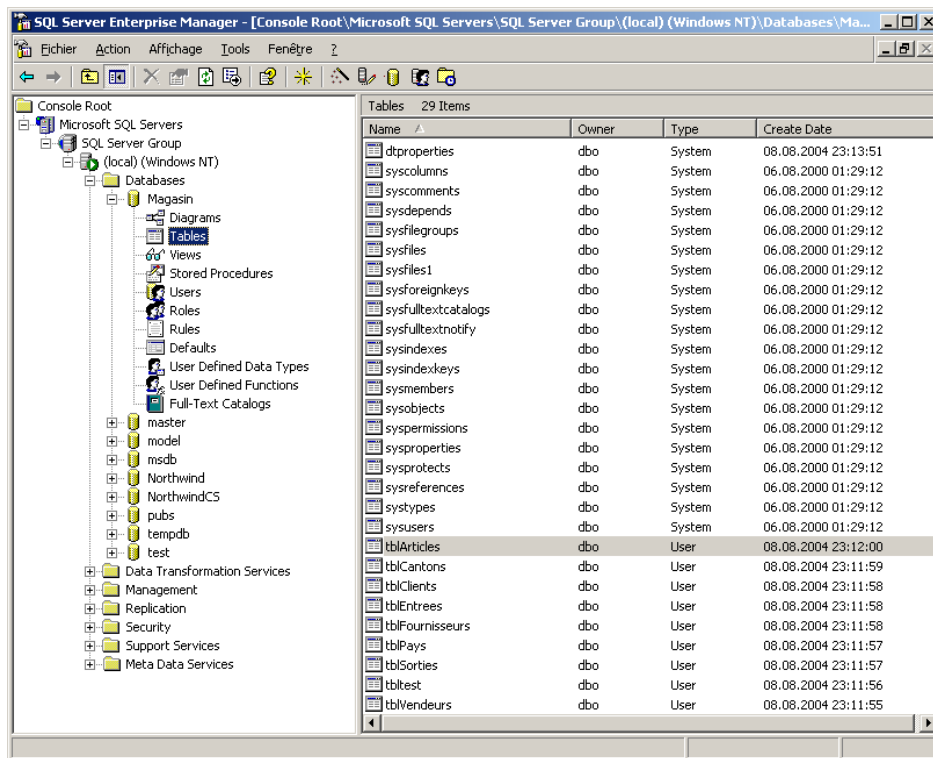 SQL Server Enterprise Manager - [Console Root\Microsoft SQL Servers\SQL Server Group\(local) (Windows NT)\Databases\Ma...
Fichier Action Affichage Tools Fenêtre ?
Console Root
Microsoft SQL Servers
SQL Server Group
(local) (Windows NT)
Databases
Magasin
Diagrams
Tables
Views
Stored Procedures
Users
Roles
Rules
Defaults
User Defined Data Types
User Defined Functions
Full-Text Catalogs
master
model
msdb
Northwind
NorthwindCS
pubs
tempdb
test
Data Transformation Services
Management
Replication
Security
Support Services
Meta Data Services
Tables 29 Items
Name Owner Type Create Date
dtproperties dbo System 08.08.2004 23:13:51
syscolumns dbo System 06.08.2000 01:29:12
syscomments dbo System 06.08.2000 01:29:12
sysdepends dbo System 06.08.2000 01:29:12
sysfilegroups dbo System 06.08.2000 01:29:12
sysfiles dbo System 06.08.2000 01:29:12
sysfiles1 dbo System 06.08.2000 01:29:12
sysforeignkeys dbo System 06.08.2000 01:29:12
sysfulltextcatalogs dbo System 06.08.2000 01:29:12
sysfulltextnotify dbo System 06.08.2000 01:29:12
sysindexes dbo System 06.08.2000 01:29:12
sysindexkeys dbo System 06.08.2000 01:29:12
sysmembers dbo System 06.08.2000 01:29:12
sysobjects dbo System 06.08.2000 01:29:12
syspermissions dbo System 06.08.2000 01:29:12
sysproperties dbo System 06.08.2000 01:29:12
sysprotects dbo System 06.08.2000 01:29:12
sysreferences dbo System 06.08.2000 01:29:12
systypes dbo System 06.08.2000 01:29:12
sysusers dbo System 06.08.2000 01:29:12
tblArticles dbo User 08.08.2004 23:12:00
tblCantons dbo User 08.08.2004 23:11:59
tblClients dbo User 08.08.2004 23:11:58
tblEntrees dbo User 08.08.2004 23:11:58
tblFournisseurs dbo User 08.08.2004 23:11:58
tblPays dbo User 08.08.2004 23:11:57
tblSorties dbo User 08.08.2004 23:11:57
tbltest dbo User 08.08.2004 23:11:56
tblVendeurs dbo User 08.08.2004 23:11:55